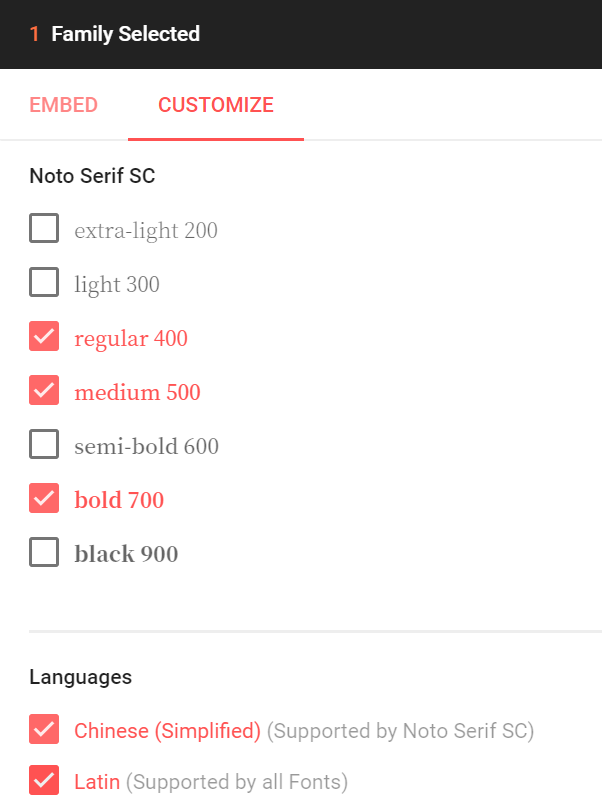 1 Family Selected
EMBED CUSTOMIZE
Noto Serif SC
extra-light 200
light 300
regular 400
medium 500
semi-bold 600
bold 700
black 900
Languages
Chinese (Simplified) (Supported by Noto Serif SC)
Latin (Supported by all Fonts)